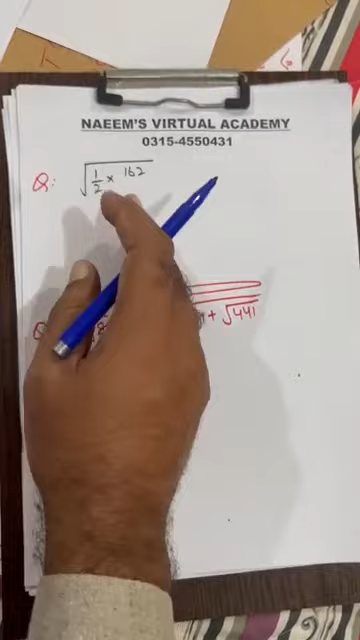 NAEEM'S VIRTUAL ACADEMY
0315-4550431
Q: √(1/2 × 162)
+ √441